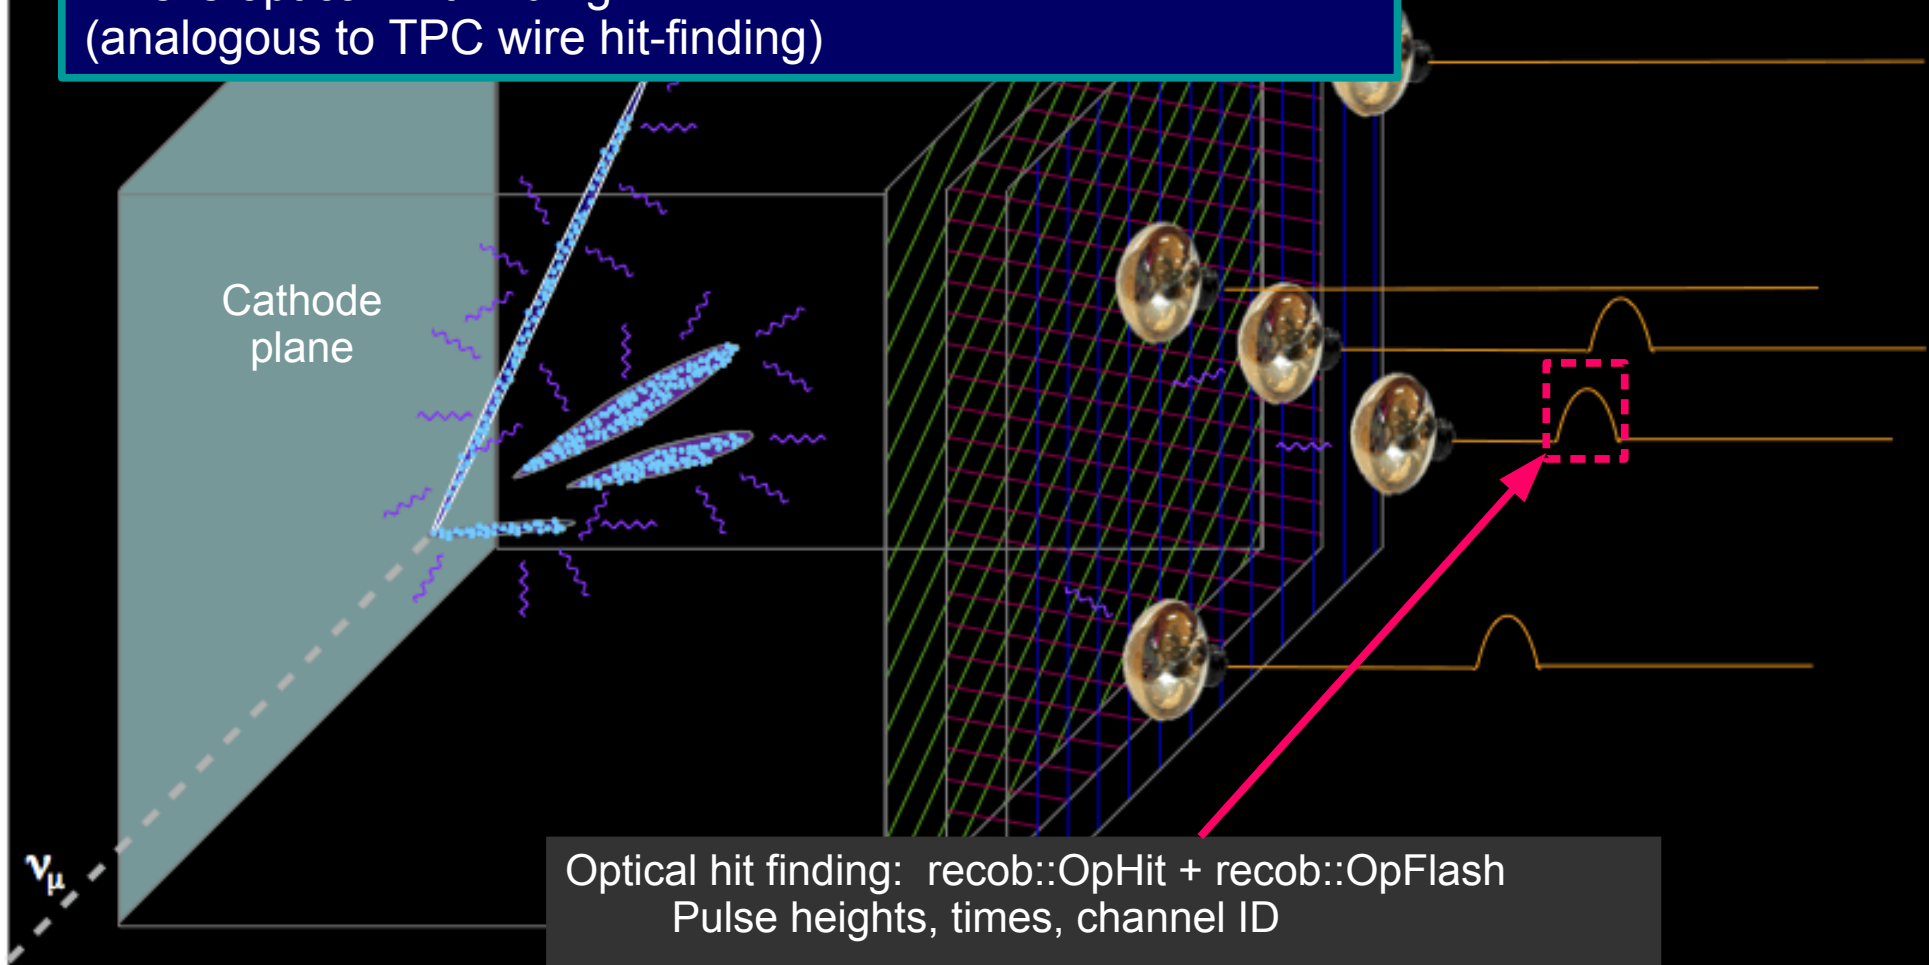 (analogous to TPC wire hit-finding)
Cathode
plane
νμ
Optical hit finding:  recob::OpHit + recob::OpFlash
Pulse heights, times, channel ID